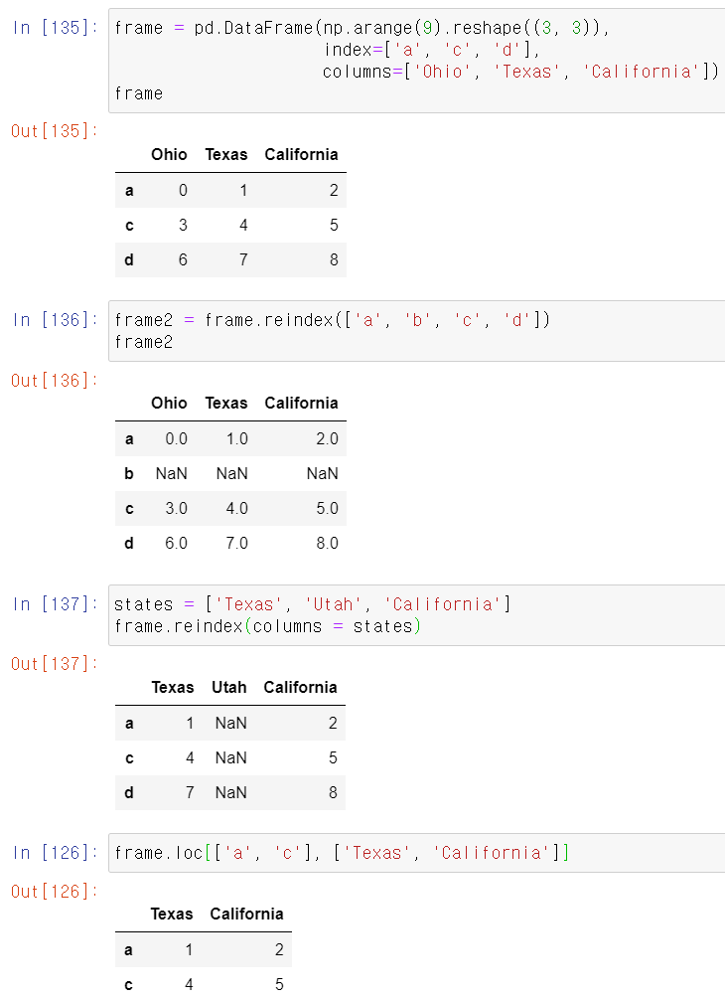 In [135]: frame = pd.DataFrame(np.arange(9).reshape((3, 3)),
index=['a', 'c', 'd'],
columns=['Ohio', 'Texas', 'California'])
frame
Out[135]:
Ohio Texas California
a 0 1 2
c 3 4 5
d 6 7 8
In [136]: frame2 = frame.reindex(['a', 'b', 'c', 'd'])
frame2
Out[136]:
Ohio Texas California
a 0.0 1.0 2.0
b NaN NaN NaN
c 3.0 4.0 5.0
d 6.0 7.0 8.0
In [137]: states = ['Texas', 'Utah', 'California']
frame.reindex(columns = states)
Out[137]:
Texas Utah California
a 1 NaN 2
c 4 NaN 5
d 7 NaN 8
In [126]: frame.loc[['a', 'c'], ['Texas', 'California']]
Out[126]:
Texas California
a 1 2
c 4 5